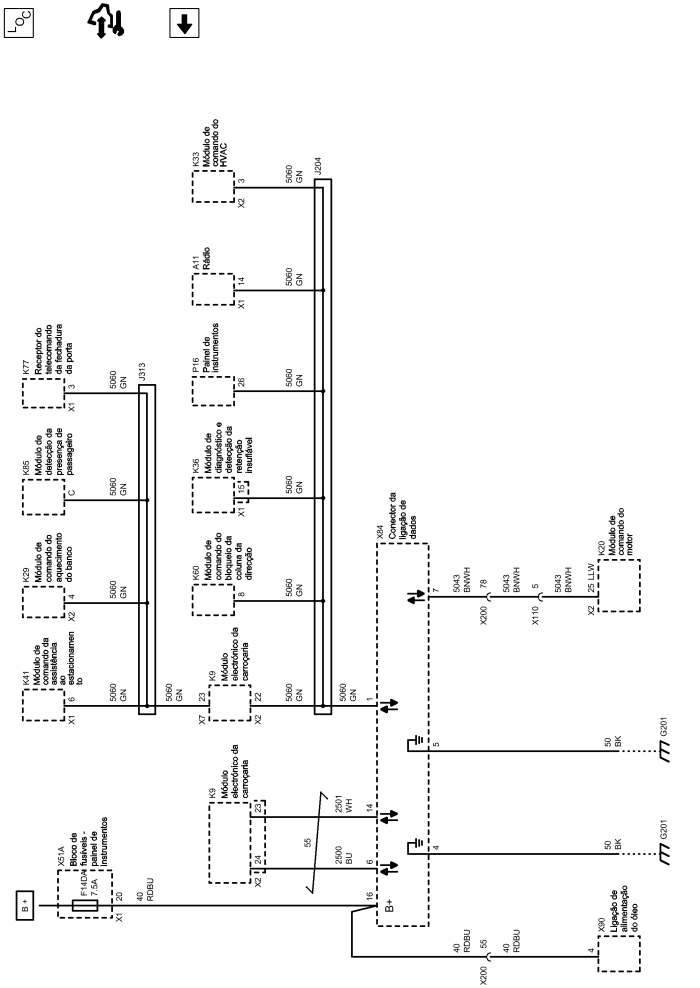 LOC
B +
X51A
Bloco de
fusíveis -
painel de
instrumentos
F14DA
7.5A
20
X1
40
RDBU
K41
Módulo de
comando da
assistência
ao
estacionamen
to
6
X1
5060
GN
K29
Módulo de
comando do
aquecimento
do banco
4
X2
5060
GN
K85
Módulo de
detecção da
presença de
passageiro
C
5060
GN
K77
Receptor do
telecomando
da fechadura
da porta
3
X1
5060
GN
J313
5060
GN
K9
Módulo
electrónico da
carroçaria
24
23
X2
55
2500
BU
2501
WH
X7
23
K9
Módulo
electrónico da
carroçaria
22
X2
5060
GN
K60
Módulo de
comando do
bloqueio da
coluna da
direcção
8
5060
GN
K36
Módulo de
diagnóstico e
detecção da
retenção
insuflável
15
X1
5060
GN
P16
Painel de
instrumentos
26
5060
GN
A11
Rádio
14
X1
5060
GN
K33
Módulo de
comando do
HVAC
3
X2
5060
GN
J204
5060
GN
16
6
14
1
X84
Conector da
ligação de
dados
B+
4
5
7
40
RDBU
55
X200
40
RDBU
4
X90
Ligação de
alimentação
do óleo
50
BK
G201
50
BK
G201
5043
BNWH
78
X200
5043
BNWH
5
X110
5043
BNWH
25 LLW
X2
K20
Módulo de
comando do
motor